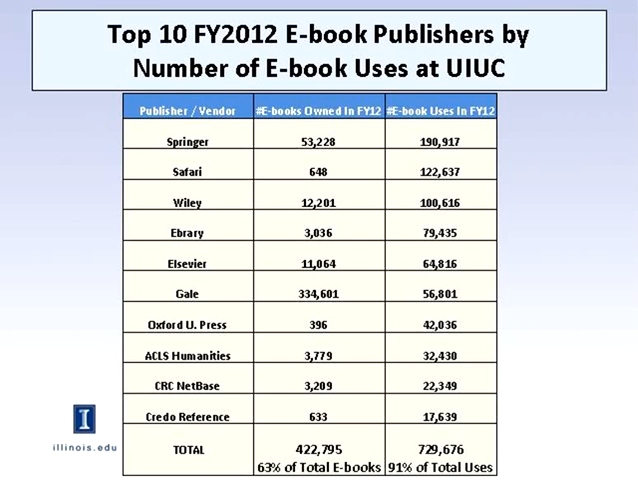 Top 10 FY2012 E-book Publishers by
Number of E-book Uses at UIUC
Publisher / Vendor #E-books Owned In FY12 #E-book Uses In FY12
Springer 53,228 190,917
Safari 648 122,637
Wiley 12,201 100,616
Ebrary 3,036 79,435
Elsevier 11,064 64,816
Gale 334,601 56,801
Oxford U. Press 396 42,036
ACLS Humanities 3,779 32,430
CRC NetBase 3,209 22,349
Credo Reference 633 17,639
TOTAL 422,795 729,676
63% of Total E-books 91% of Total Uses
I
illinois.edu